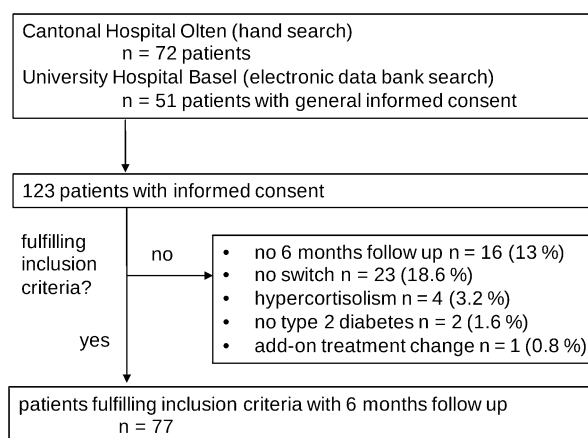 Cantonal Hospital Olten (hand search)
n = 72 patients
University Hospital Basel (electronic data bank search)
n = 51 patients with general informed consent
123 patients with informed consent
fulfilling
inclusion
criteria?
no
• no 6 months follow up n = 16 (13 %)
• no switch n = 23 (18.6 %)
• hypercortisolism n = 4 (3.2 %)
• no type 2 diabetes n = 2 (1.6 %)
• add-on treatment change n = 1 (0.8 %)
yes
patients fulfilling inclusion criteria with 6 months follow up
n = 77